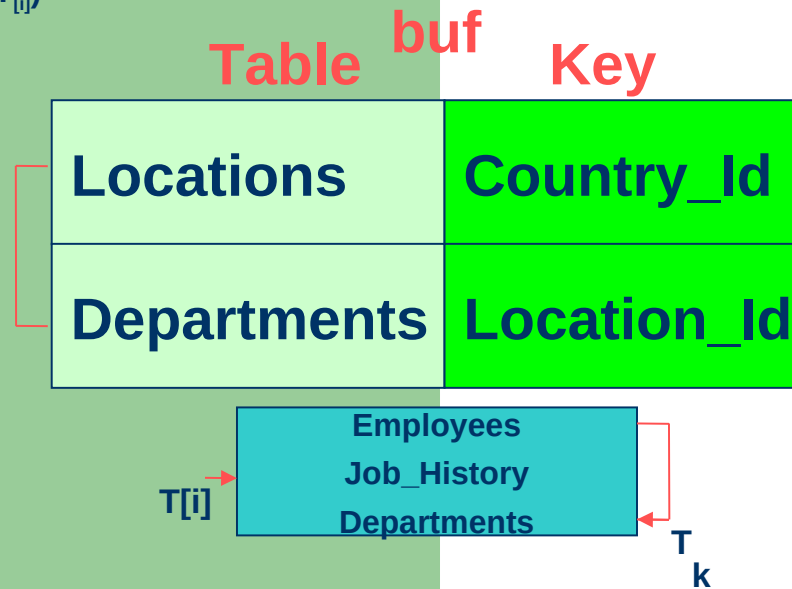 T[i])
buf
Table Key
Locations Country_Id
Departments Location_Id
Employees
Job_History
T[i]
Departments
T
k